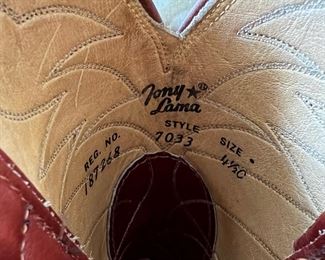 Tony ★ ®
Lama
STYLE
7033
REG. NO.
187268
SIZE
4½C